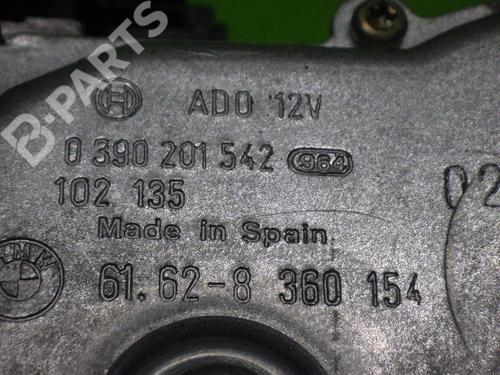 B-PARTS
ADO 12V
0 390 201 542 964
102 135
Made in Spain
BMW
61.62-8 360 154
02